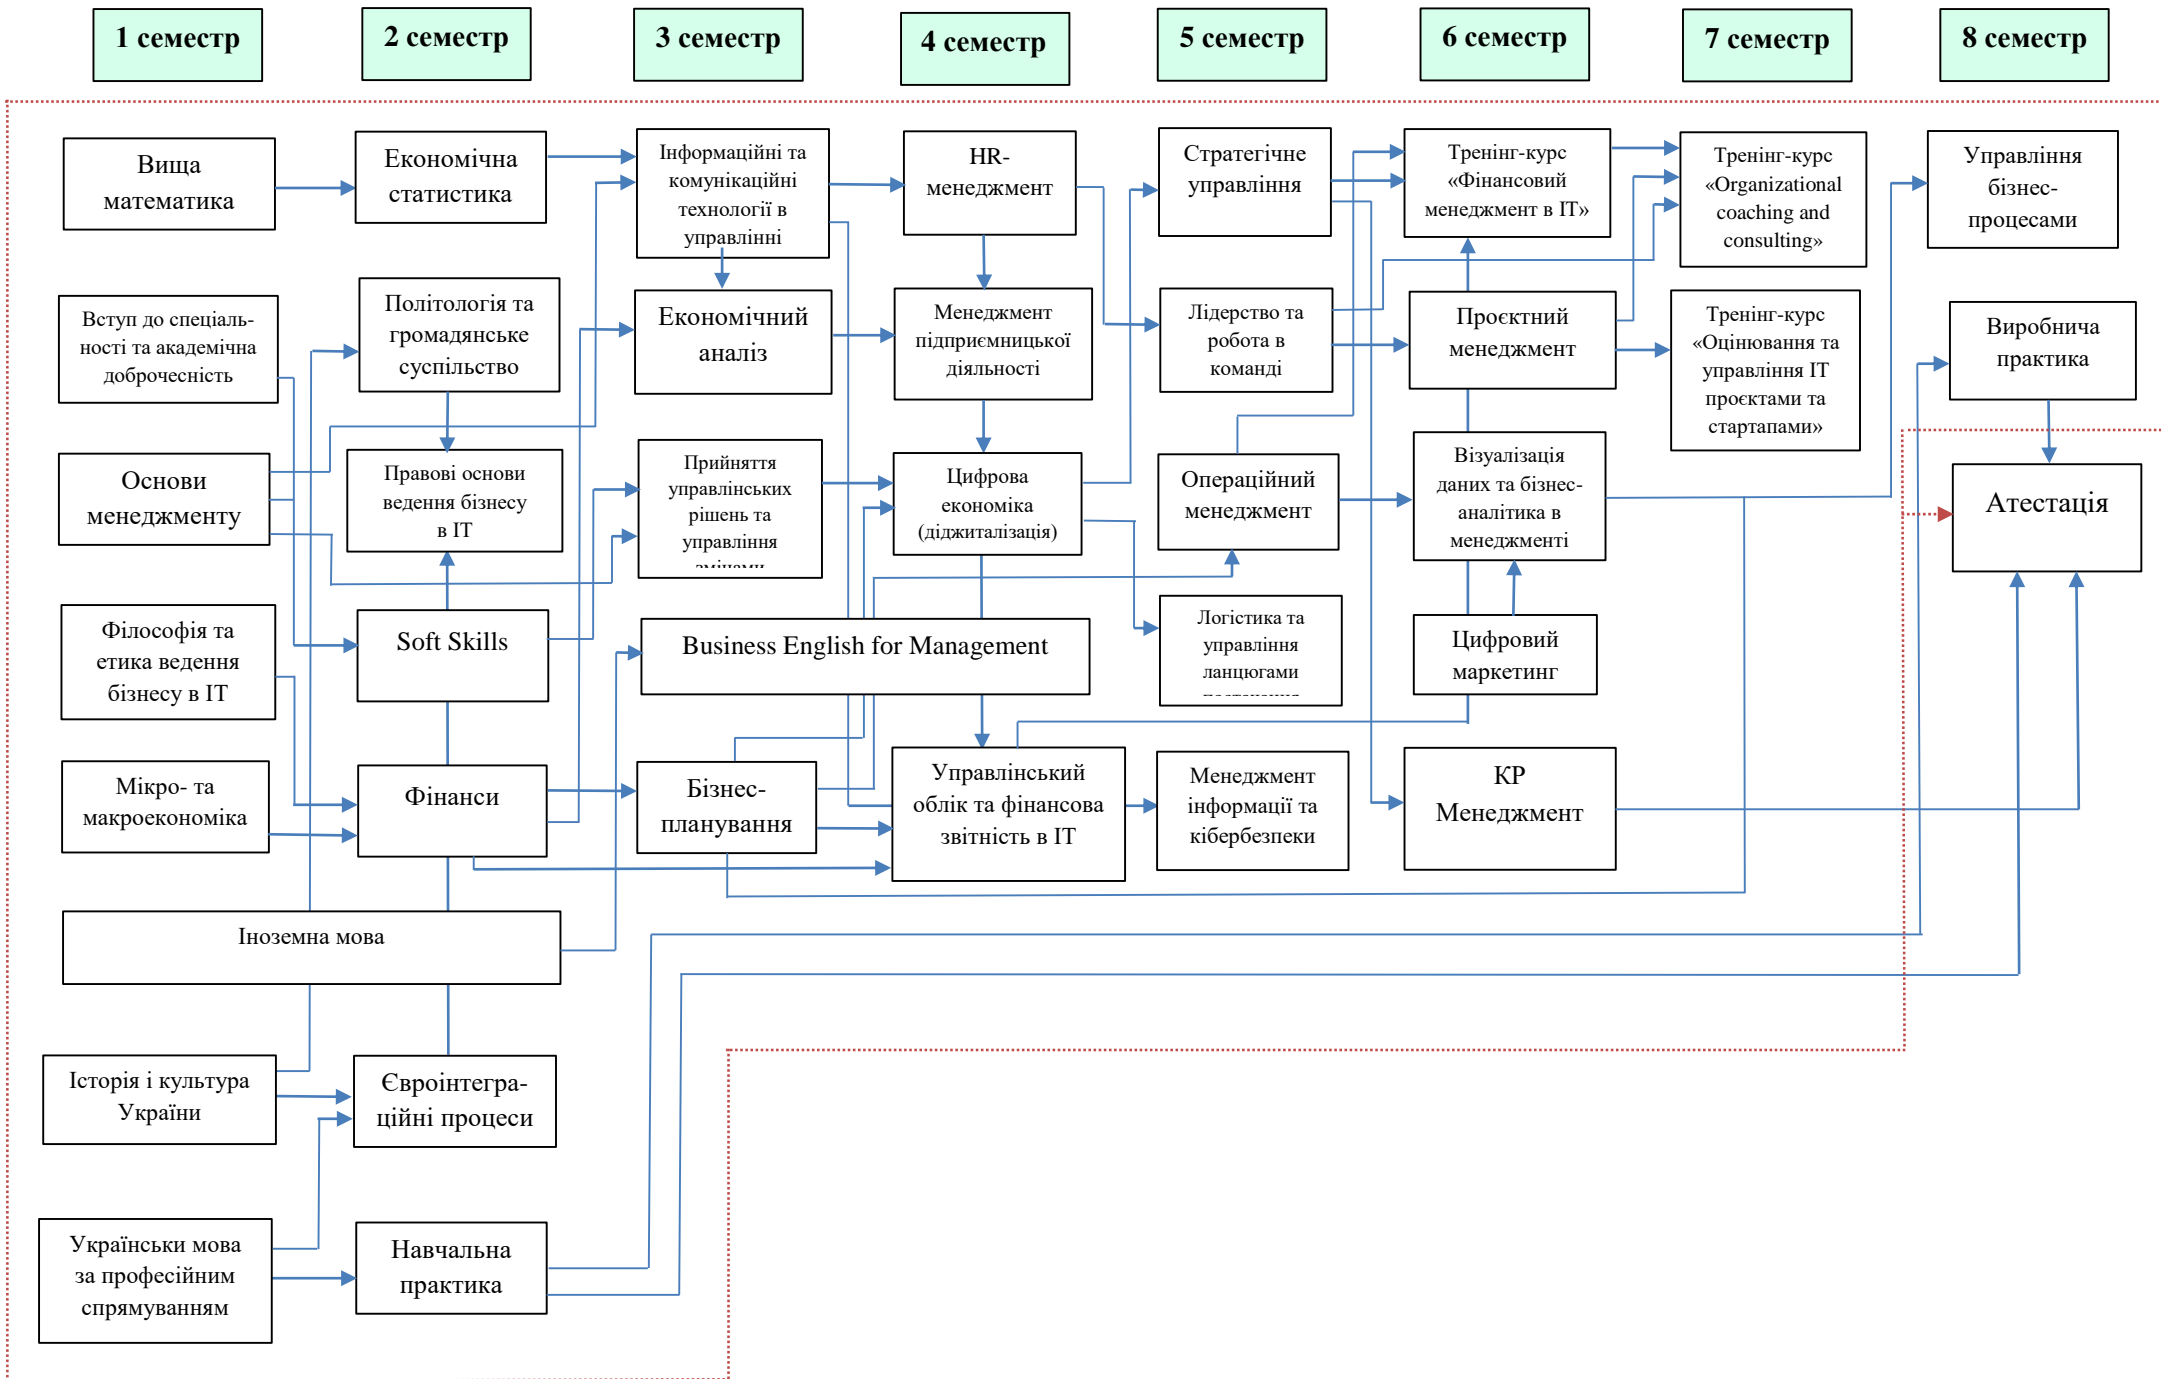 1 семестр
2 семестр
3 семестр
4 семестр
5 семестр
6 семестр
7 семестр
8 семестр
Вища
математика
Економічна
статистика
Інформаційні та
комунікаційні
технології в
управлінні
HR-
менеджмент
Стратегічне
управління
Тренінг-курс
«Фінансовий
менеджмент в ІТ»
Тренінг-курс
«Organizational
coaching and
consulting»
Управління
бізнес-
процесами
Вступ до спеціаль-
ності та академічна
доброчесність
Політологія та
громадянське
суспільство
Економічний
аналіз
Менеджмент
підприємницької
діяльності
Лідерство та
робота в
команді
Проєктний
менеджмент
Тренінг-курс
«Оцінювання та
управління ІТ
проєктами та
стартапами»
Виробнича
практика
Основи
менеджменту
Правові основи
ведення бізнесу
в ІТ
Прийняття
управлінських
рішень та
управління
змінами
Цифрова
економіка
(діджиталізація)
Операційний
менеджмент
Візуалізація
даних та бізнес-
аналітика в
менеджменті
Атестація
Філософія та
етика ведення
бізнесу в ІТ
Soft Skills
Business English for Management
Логістика та
управління
ланцюгами
Цифровий
маркетинг
Мікро- та
макроекономіка
Фінанси
Бізнес-
планування
Управлінський
облік та фінансова
звітність в ІТ
Менеджмент
інформації та
кібербезпеки
КР
Менеджмент
Іноземна мова
Історія і культура
України
Євроінтегра-
ційні процеси
Українськи мова
за професійним
спрямуванням
Навчальна
практика